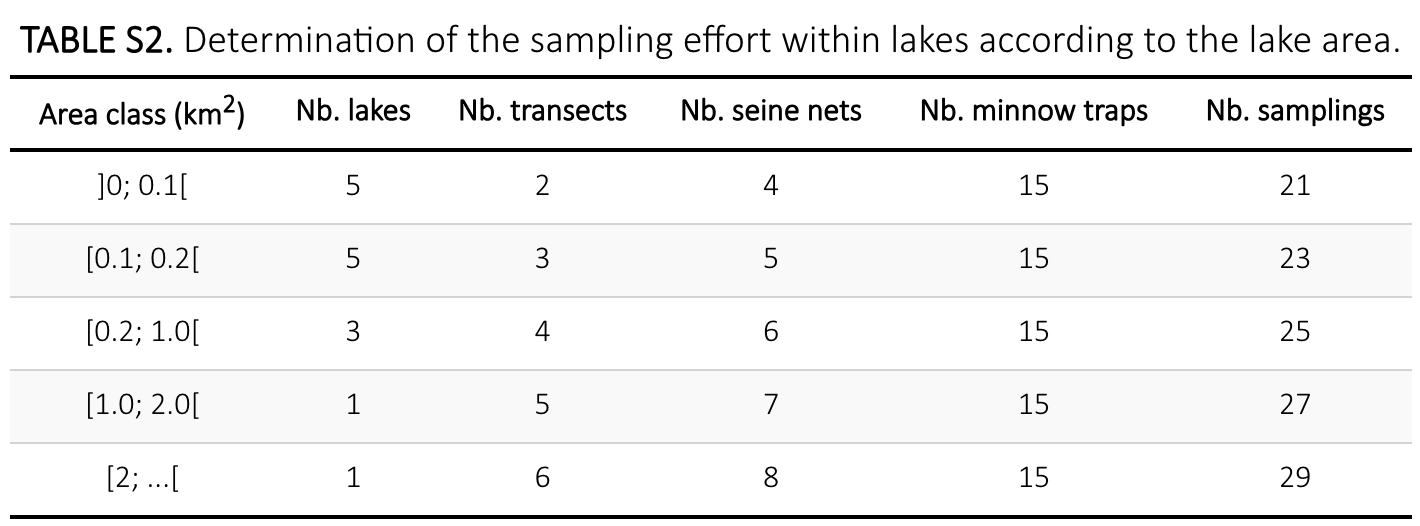 TABLE S2. Determination of the sampling effort within lakes according to the lake area.
Area class (km²) Nb. lakes Nb. transects Nb. seine nets Nb. minnow traps Nb. samplings
]0; 0.1[ 5 2 4 15 21
[0.1; 0.2[ 5 3 5 15 23
[0.2; 1.0[ 3 4 6 15 25
[1.0; 2.0[ 1 5 7 15 27
[2; ...[ 1 6 8 15 29